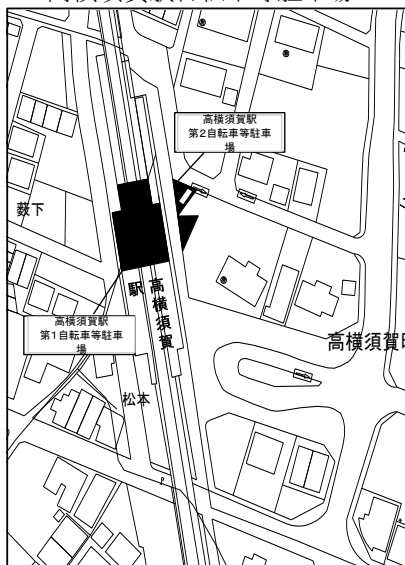 高横須賀駅
第2自転車等駐車
場
薮下
高横須賀
駅
高横須賀駅
第1自転車等駐車
場
高横須賀町
松本